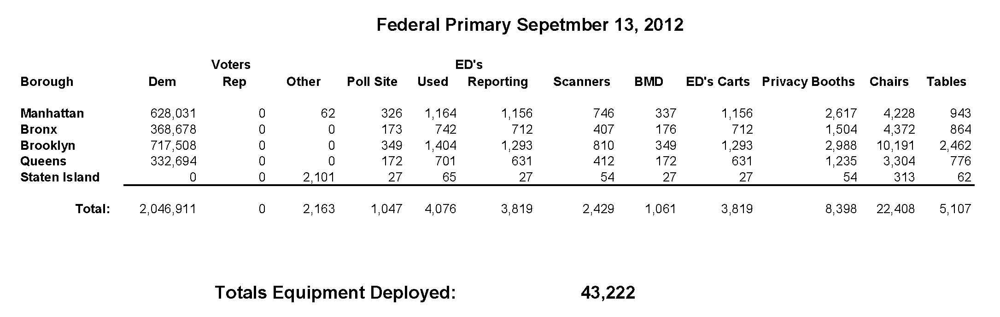 Federal Primary Sepetmber 13, 2012
Voters ED's
Borough Dem Rep Other Poll Site Used Reporting Scanners BMD ED's Carts Privacy Booths Chairs Tables
Manhattan 628,031 0 62 326 1,164 1,156 746 337 1,156 2,617 4,228 943
Bronx 368,678 0 0 173 742 712 407 176 712 1,504 4,372 864
Brooklyn 717,508 0 0 349 1,404 1,293 810 349 1,293 2,988 10,191 2,462
Queens 332,694 0 0 172 701 631 412 172 631 1,235 3,304 776
Staten Island 0 0 2,101 27 65 27 54 27 27 54 313 62
Total: 2,046,911 0 2,163 1,047 4,076 3,819 2,429 1,061 3,819 8,398 22,408 5,107
Totals Equipment Deployed: 43,222